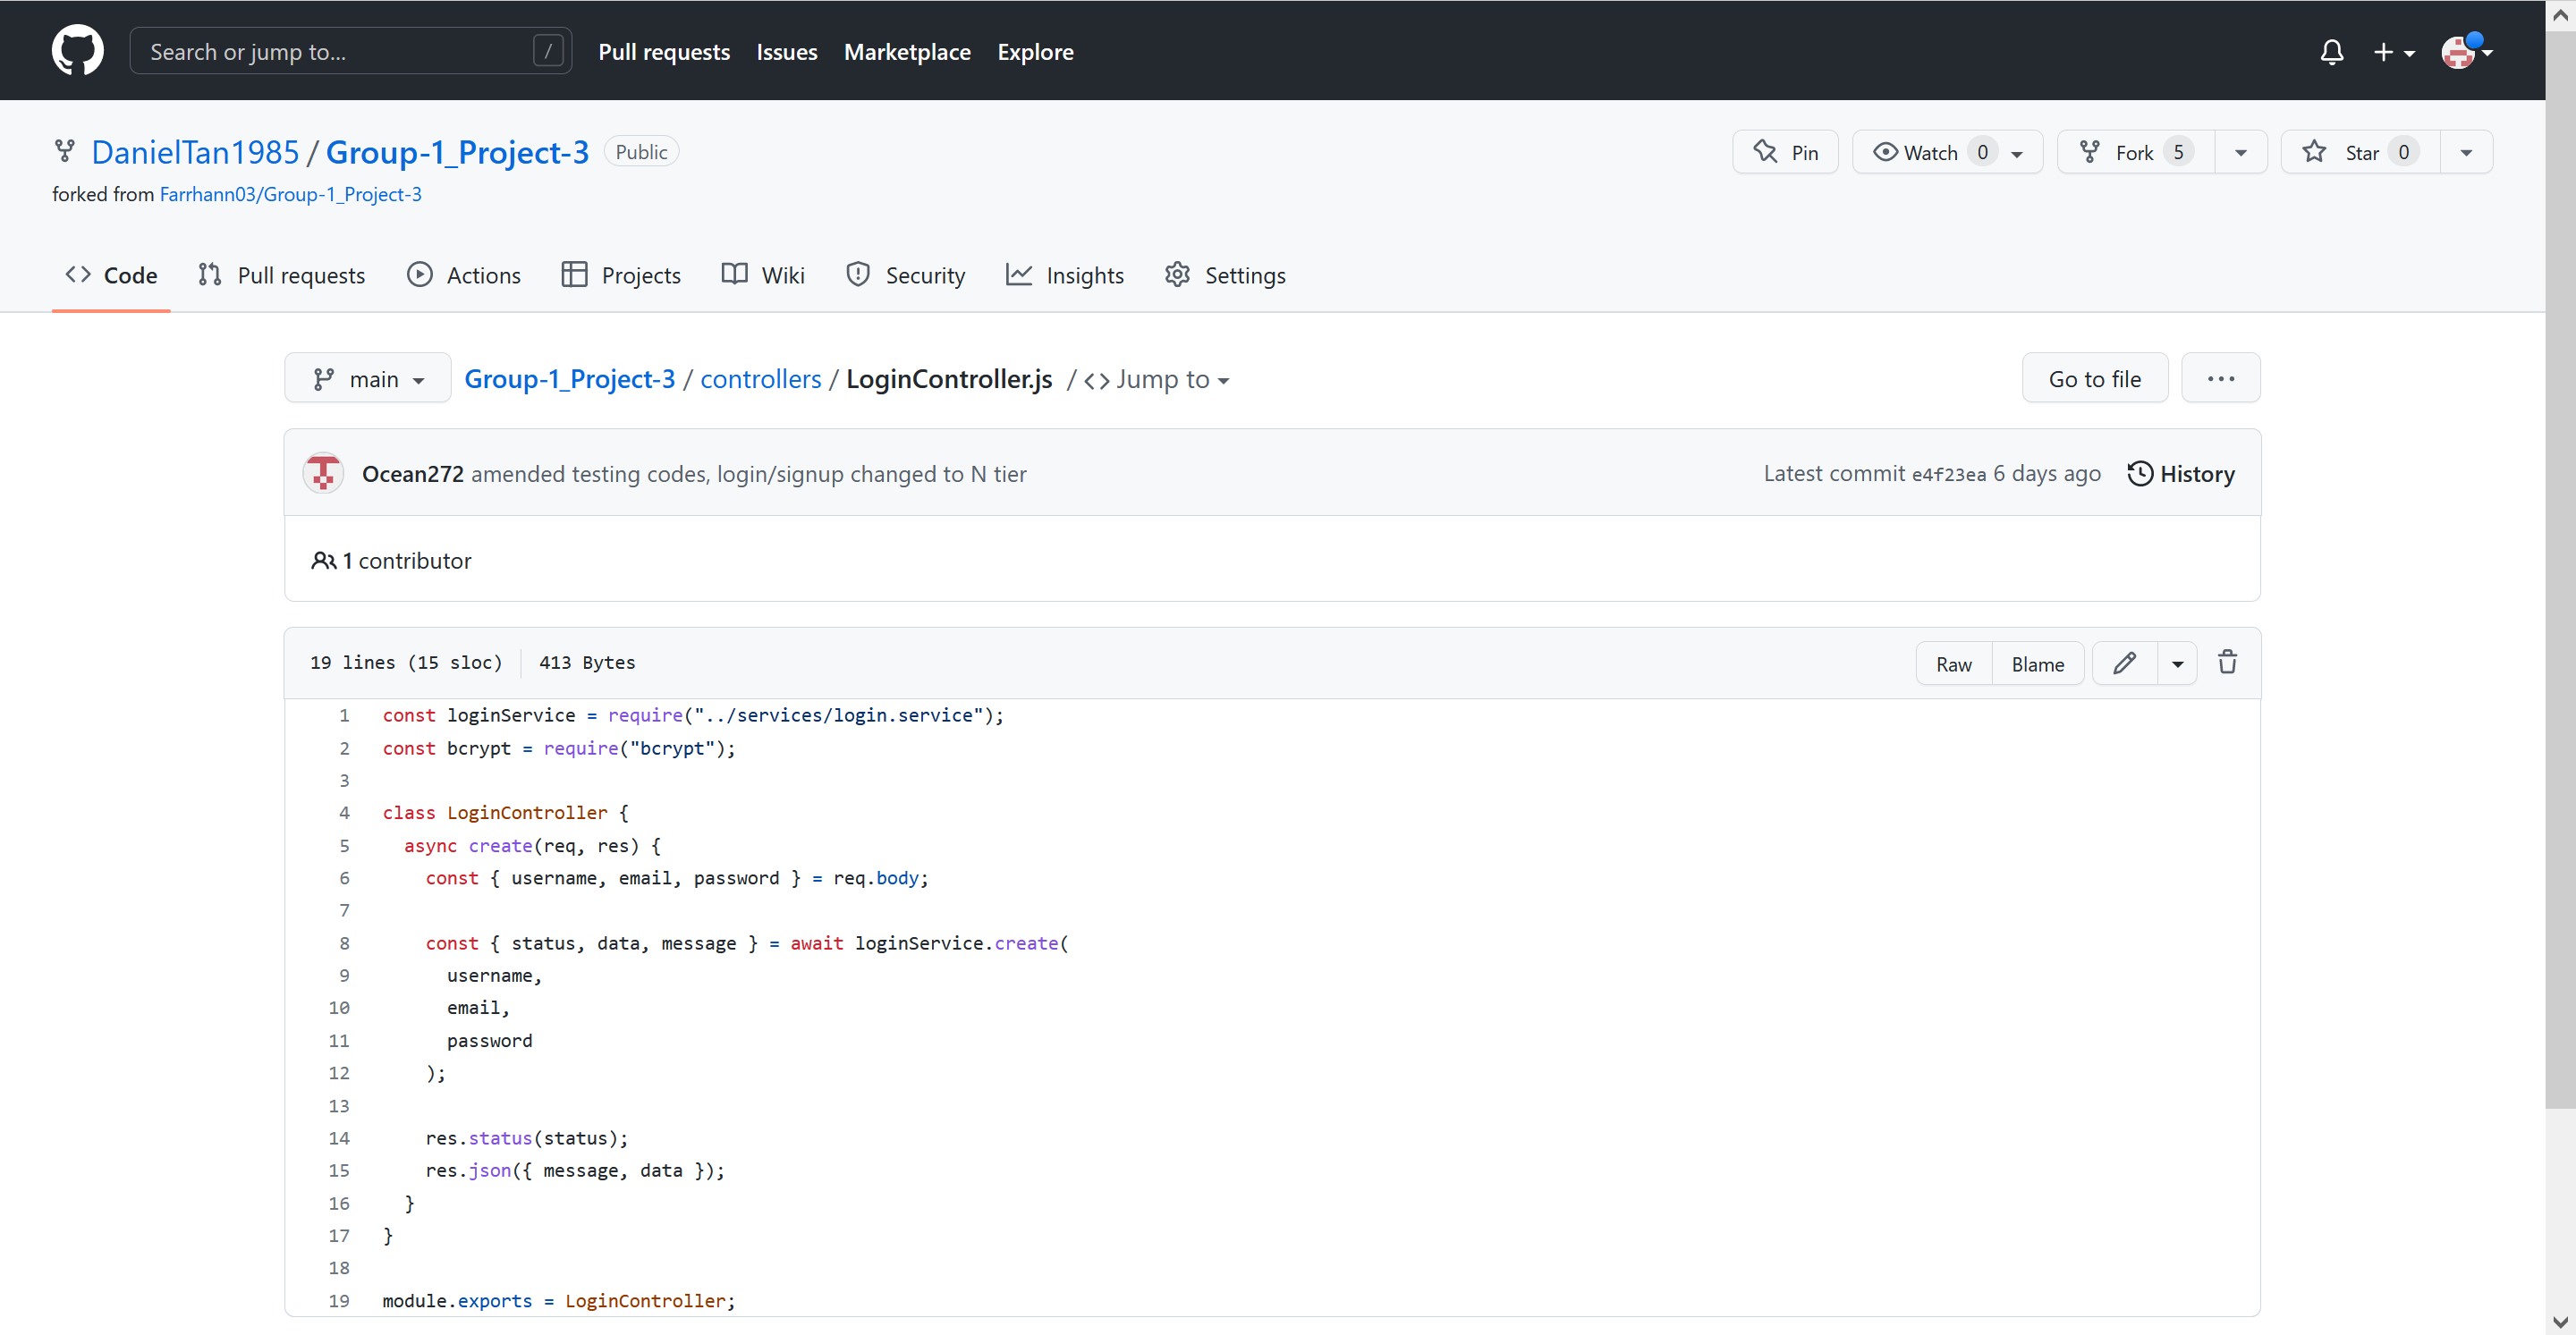 Search or jump to... / Pull requests Issues Marketplace Explore
DanielTan1985 / Group-1_Project-3 Public Pin Watch 0 Fork 5 Star 0
forked from Farrhann03/Group-1_Project-3
Code Pull requests Actions Projects Wiki Security Insights Settings
main Group-1_Project-3 / controllers / LoginController.js / <> Jump to Go to file ...
Ocean272 amended testing codes, login/signup changed to N tier Latest commit e4f23ea 6 days ago History
1 contributor
19 lines (15 sloc) 413 Bytes Raw Blame
1 const loginService = require("../services/login.service");
2 const bcrypt = require("bcrypt");
3
4 class LoginController {
5   async create(req, res) {
6     const { username, email, password } = req.body;
7
8     const { status, data, message } = await loginService.create(
9       username,
10       email,
11       password
12     );
13
14     res.status(status);
15     res.json({ message, data });
16   }
17 }
18
19 module.exports = LoginController;